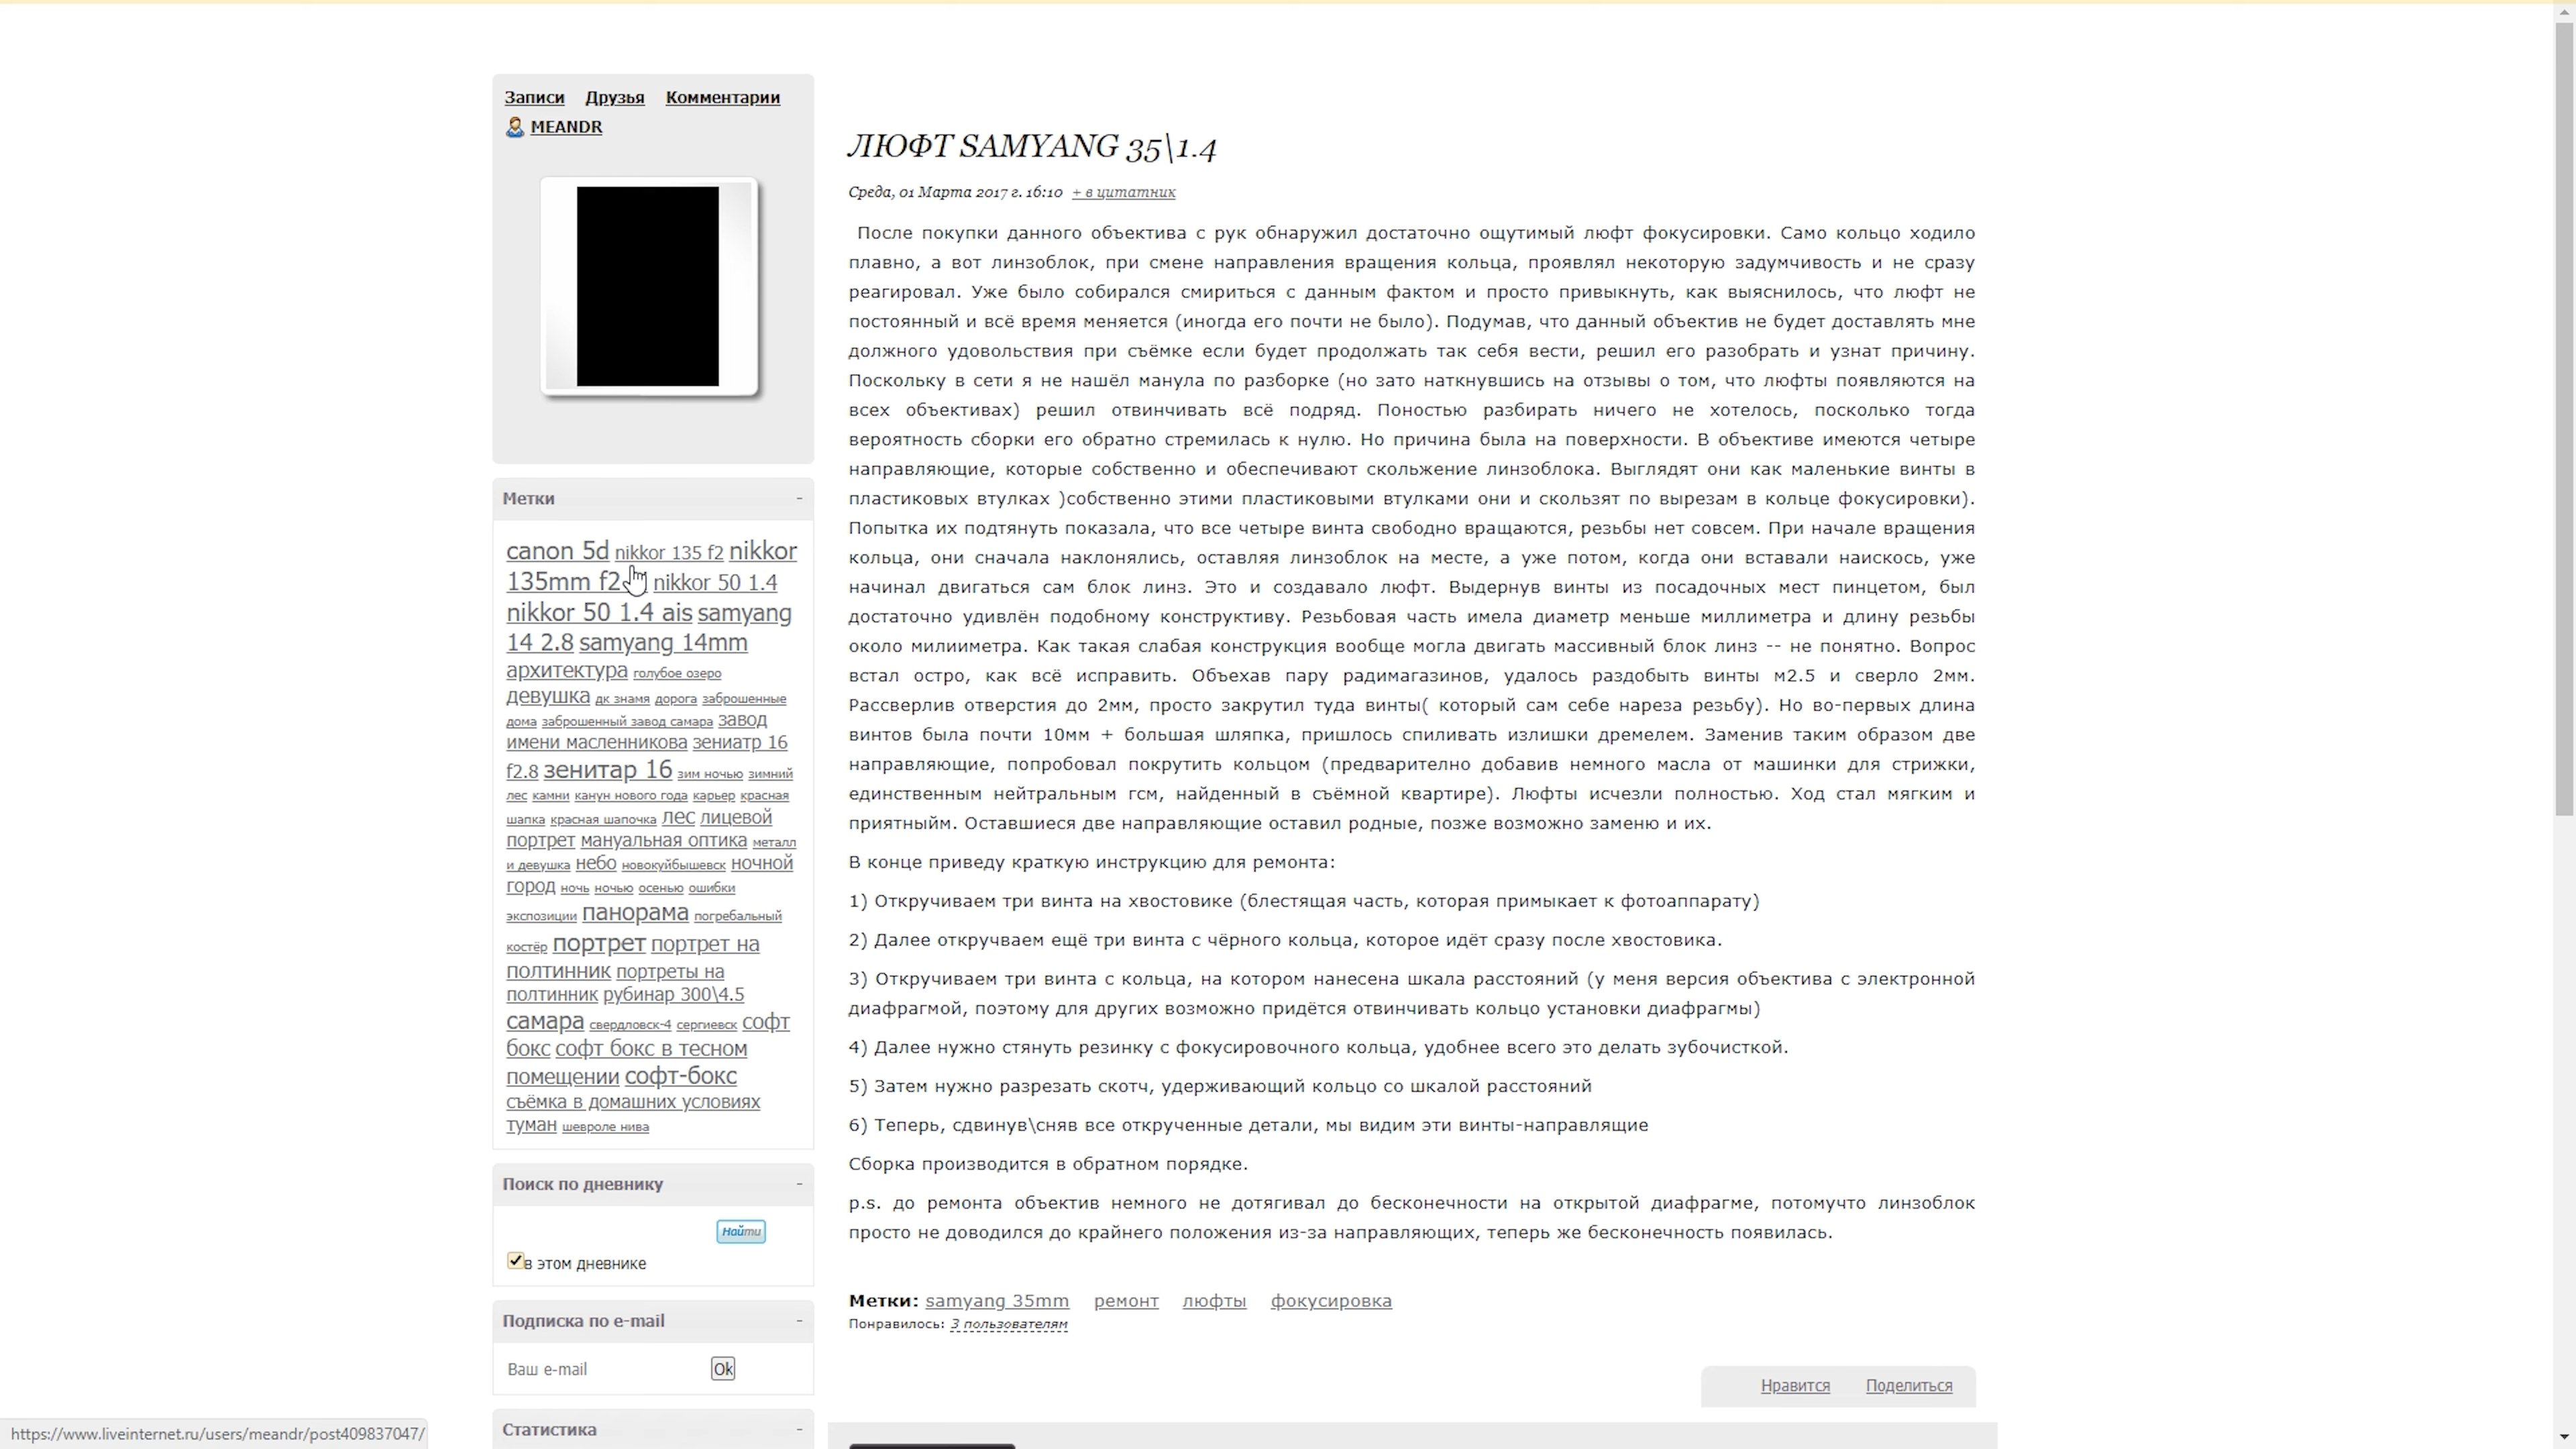 Записи Друзья Комментарии
MEANDR
Метки -
canon 5d nikkor 135 f2 nikkor
135mm f2 nikkor 50 1.4
nikkor 50 1.4 ais samyang
14 2.8 samyang 14mm
архитектура голубое озеро
девушка дк знамя дорога заброшенные
дома заброшенный завод самара завод
имени масленникова зениатр 16
f2.8 зенитар 16 зим ночью зимний
лес камни канун нового года карьер красная
шапка красная шапочка лес лицевой
портрет мануальная оптика металл
и девушка небо новокуйбышевск ночной
город ночь ночью осенью ошибки
экспозиции панорама погребальный
костёр портрет портрет на
полтинник портреты на
полтинник рубинар 300\4.5
самара свердловск-4 сергиевск софт
бокс софт бокс в тесном
помещении софт-бокс
съёмка в домашних условиях
туман шевроле нива
Поиск по дневнику -
Найти
в этом дневнике
Подписка по e-mail -
Ваш e-mail Ok
Статистика -
ЛЮФТ SAMYANG 35\1.4
Среда, 01 Марта 2017 г. 16:10 + в цитатник
После покупки данного объектива с рук обнаружил достаточно ощутимый люфт фокусировки. Само кольцо ходило
плавно, а вот линзоблок, при смене направления вращения кольца, проявлял некоторую задумчивость и не сразу
реагировал. Уже было собирался смириться с данным фактом и просто привыкнуть, как выяснилось, что люфт не
постоянный и всё время меняется (иногда его почти не было). Подумав, что данный объектив не будет доставлять мне
должного удовольствия при съёмке если будет продолжать так себя вести, решил его разобрать и узнат причину.
Поскольку в сети я не нашёл манула по разборке (но зато наткнувшись на отзывы о том, что люфты появляются на
всех объективах) решил отвинчивать всё подряд. Поностью разбирать ничего не хотелось, посколько тогда
вероятность сборки его обратно стремилась к нулю. Но причина была на поверхности. В объективе имеются четыре
направляющие, которые собственно и обеспечивают скольжение линзоблока. Выглядят они как маленькие винты в
пластиковых втулках )собственно этими пластиковыми втулками они и скользят по вырезам в кольце фокусировки).
Попытка их подтянуть показала, что все четыре винта свободно вращаются, резьбы нет совсем. При начале вращения
кольца, они сначала наклонялись, оставляя линзоблок на месте, а уже потом, когда они вставали наискось, уже
начинал двигаться сам блок линз. Это и создавало люфт. Выдернув винты из посадочных мест пинцетом, был
достаточно удивлён подобному конструктиву. Резьбовая часть имела диаметр меньше миллиметра и длину резьбы
около милииметра. Как такая слабая конструкция вообще могла двигать массивный блок линз -- не понятно. Вопрос
встал остро, как всё исправить. Объехав пару радимагазинов, удалось раздобыть винты м2.5 и сверло 2мм.
Рассверлив отверстия до 2мм, просто закрутил туда винты( который сам себе нареза резьбу). Но во-первых длина
винтов была почти 10мм + большая шляпка, пришлось спиливать излишки дремелем. Заменив таким образом две
направляющие, попробовал покрутить кольцом (предварително добавив немного масла от машинки для стрижки,
единственным нейтральным гсм, найденный в съёмной квартире). Люфты исчезли полностью. Ход стал мягким и
приятныйм. Оставшиеся две направляющие оставил родные, позже возможно заменю и их.
В конце приведу краткую инструкцию для ремонта:
1) Откручиваем три винта на хвостовике (блестящая часть, которая примыкает к фотоаппарату)
2) Далее откручваем ещё три винта с чёрного кольца, которое идёт сразу после хвостовика.
3) Откручиваем три винта с кольца, на котором нанесена шкала расстояний (у меня версия объектива с электронной
диафрагмой, поэтому для других возможно придётся отвинчивать кольцо установки диафрагмы)
4) Далее нужно стянуть резинку с фокусировочного кольца, удобнее всего это делать зубочисткой.
5) Затем нужно разрезать скотч, удерживающий кольцо со шкалой расстояний
6) Теперь, сдвинув\сняв все открученные детали, мы видим эти винты-направлящие
Сборка производится в обратном порядке.
p.s. до ремонта объектив немного не дотягивал до бесконечности на открытой диафрагме, потомучто линзоблок
просто не доводился до крайнего положения из-за направляющих, теперь же бесконечность появилась.
Метки: samyang 35mm ремонт люфты фокусировка
Понравилось: 3 пользователям
Нравится Поделиться
https://www.liveinternet.ru/users/meandr/post409837047/